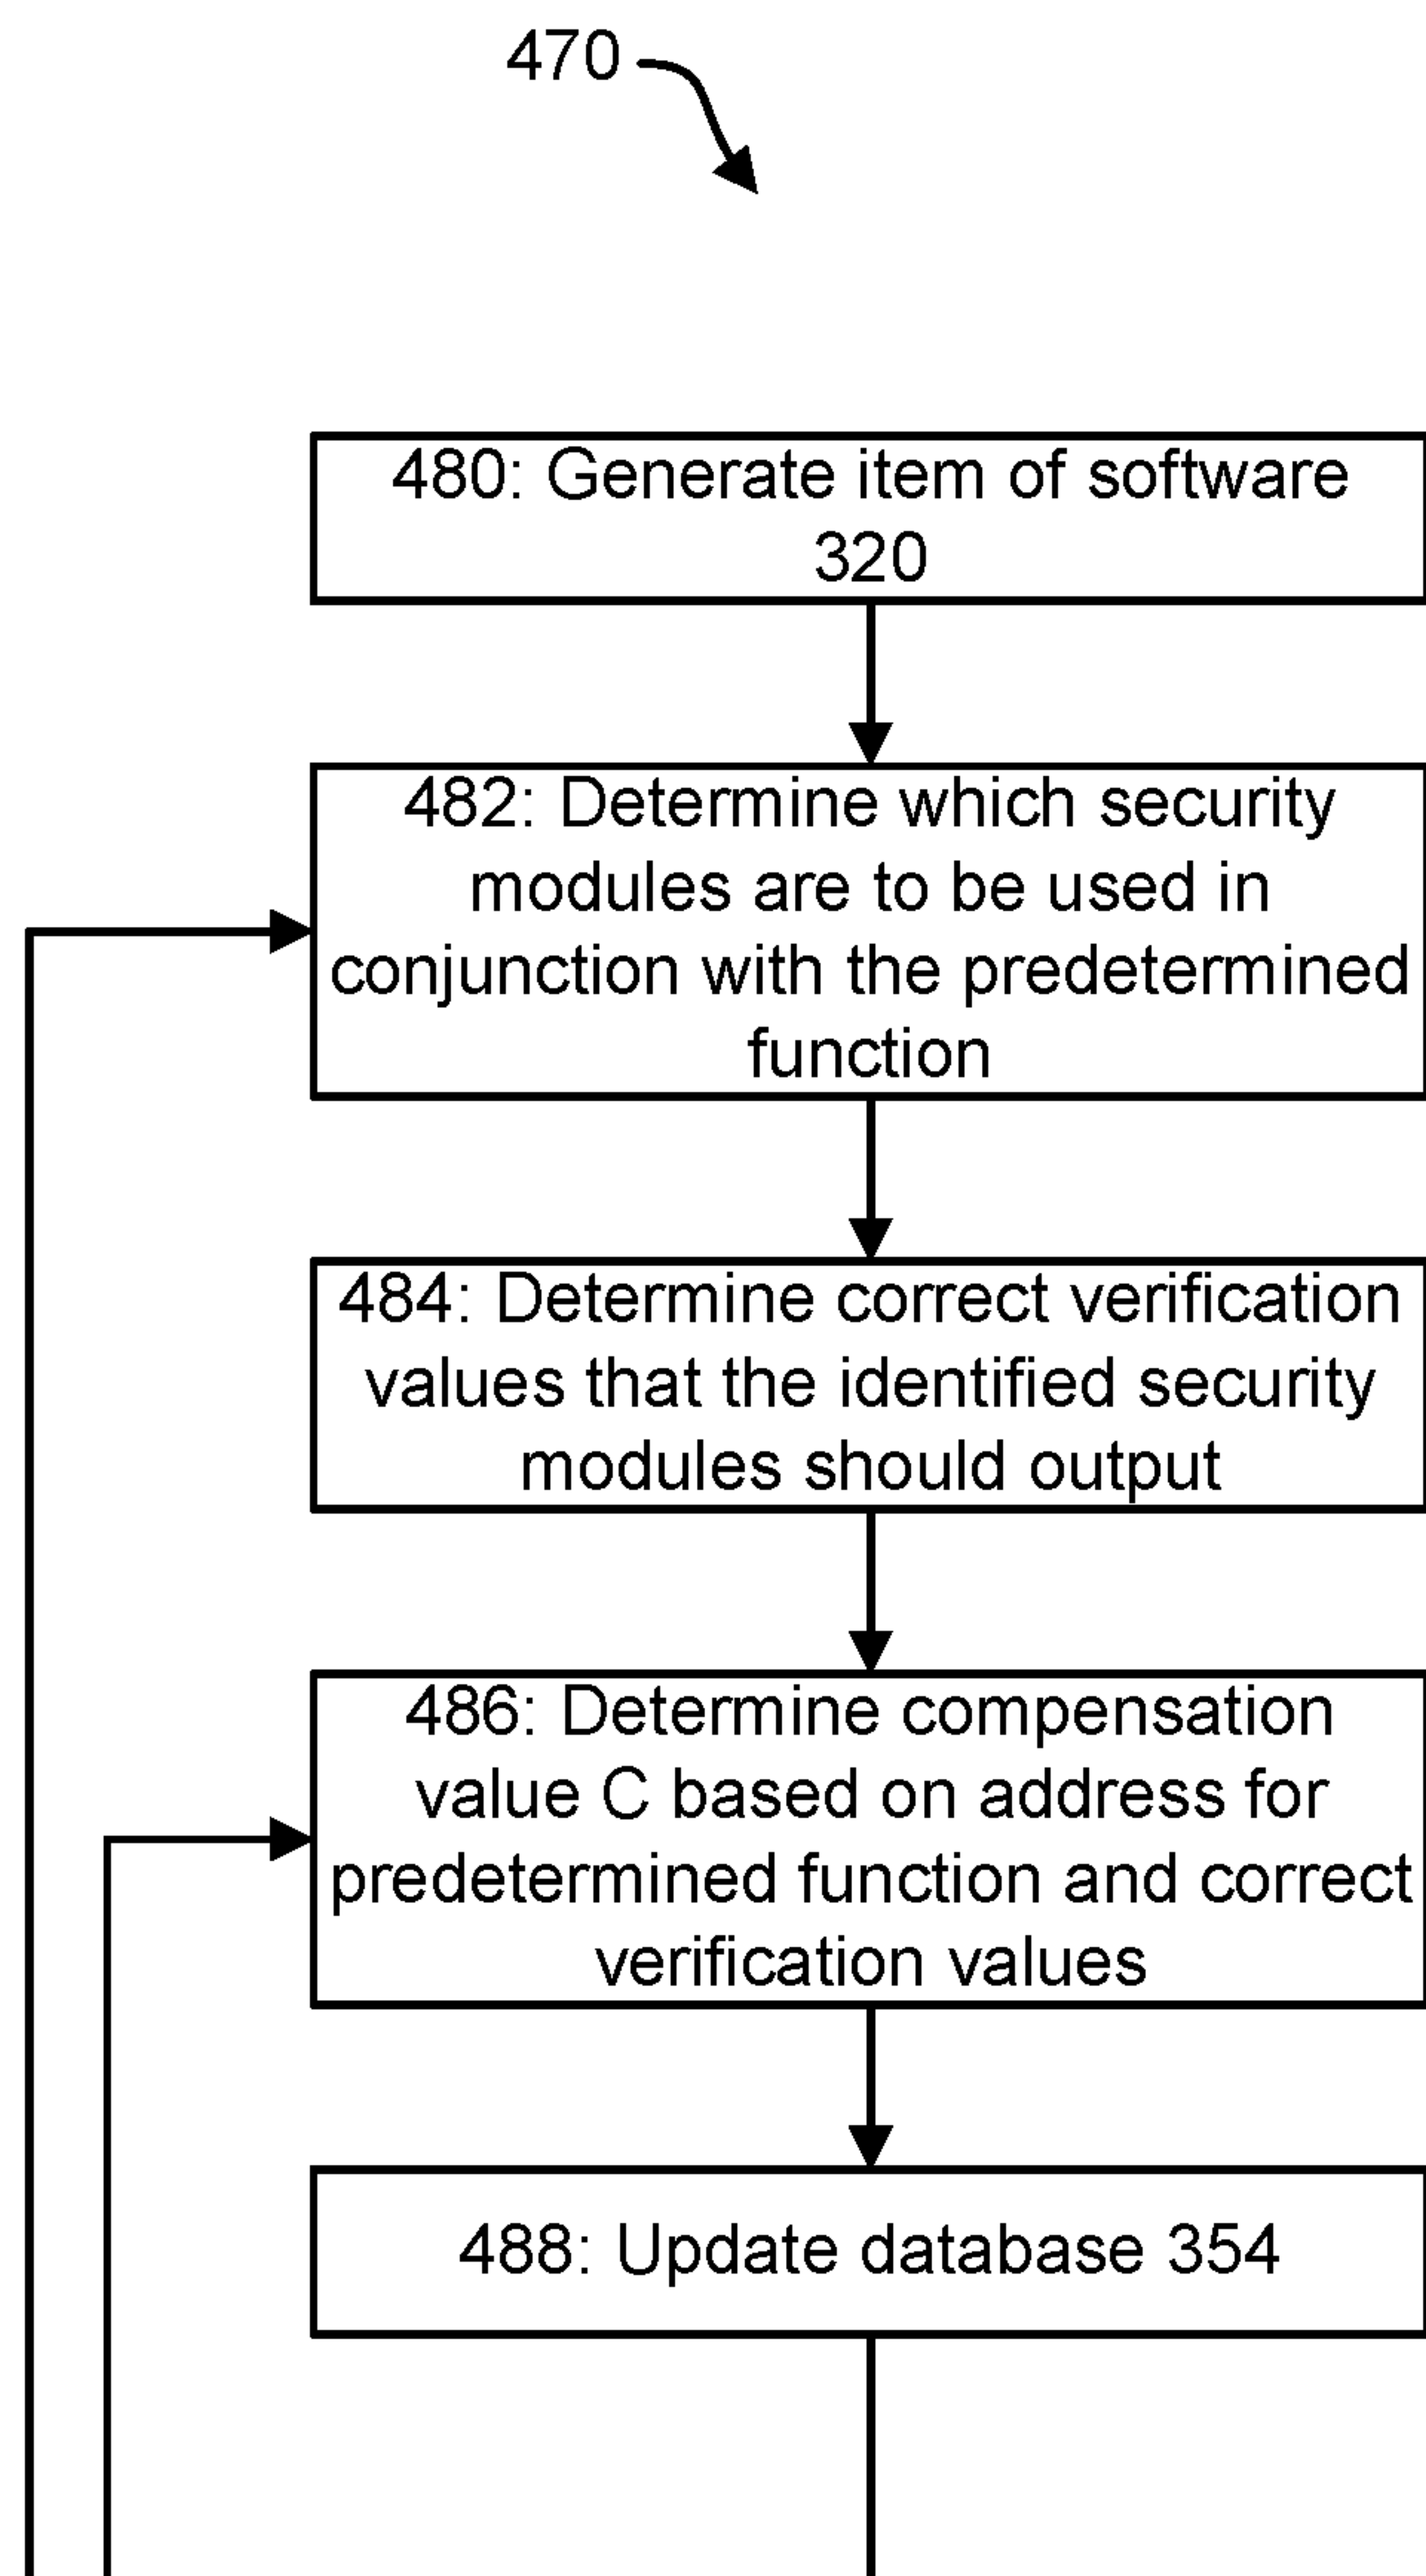 470
480: Generate item of software
320
482: Determine which security
modules are to be used in
conjunction with the predetermined
function
484: Determine correct verification
values that the identified security
modules should output
486: Determine compensation
value C based on address for
predetermined function and correct
verification values
488: Update database 354